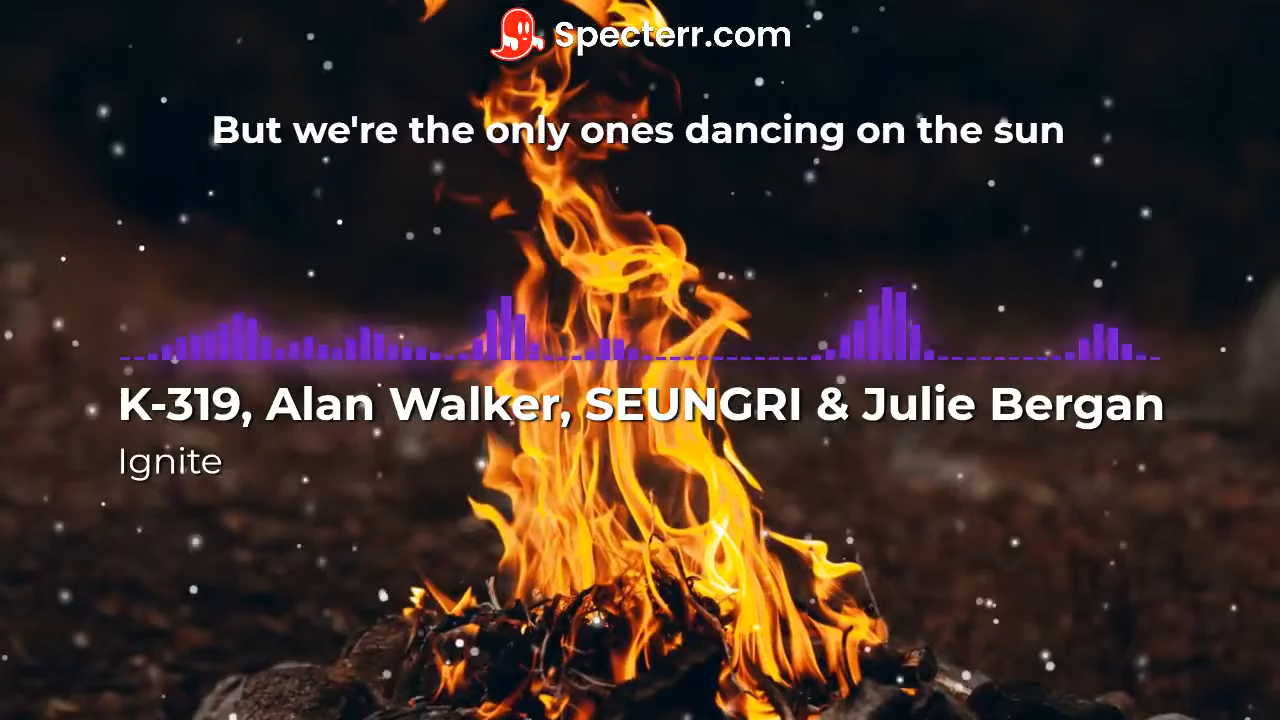 Specterr.com
But we're the only ones dancing on the sun
K-319, Alan Walker, SEUNGRI & Julie Bergan
Ignite